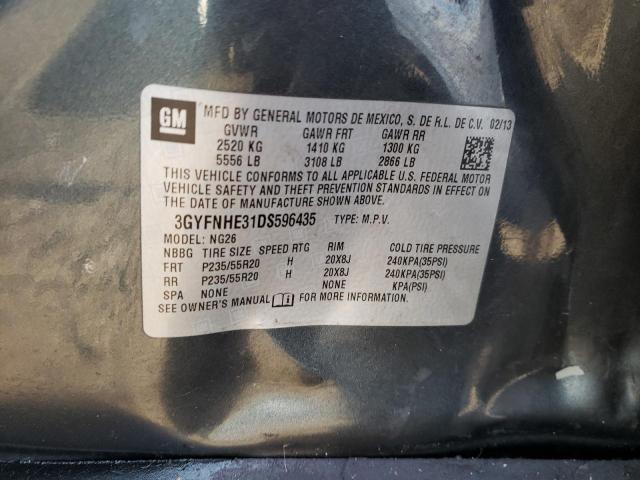 GM
MFD BY GENERAL MOTORS DE MEXICO, S. DE R.L. DE C.V. 02/13
GVWR GAWR FRT GAWR RR
2520 KG 1410 KG 1300 KG
5556 LB 3108 LB 2866 LB
THIS VEHICLE CONFORMS TO ALL APPLICABLE U.S. FEDERAL MOTOR
VEHICLE SAFETY AND THEFT PREVENTION STANDARDS IN EFFECT ON
THE DATE OF MANUFACTURE SHOWN ABOVE.
3GYFNHE31DS596435 TYPE: M.P.V.
MODEL: NG26
NBBG TIRE SIZE SPEED RTG RIM COLD TIRE PRESSURE
FRT P235/55R20 H 20X8J 240KPA(35PSI)
RR P235/55R20 H 20X8J 240KPA(35PSI)
SPA NONE NONE KPA(PSI)
SEE OWNER'S MANUAL FOR MORE INFORMATION.